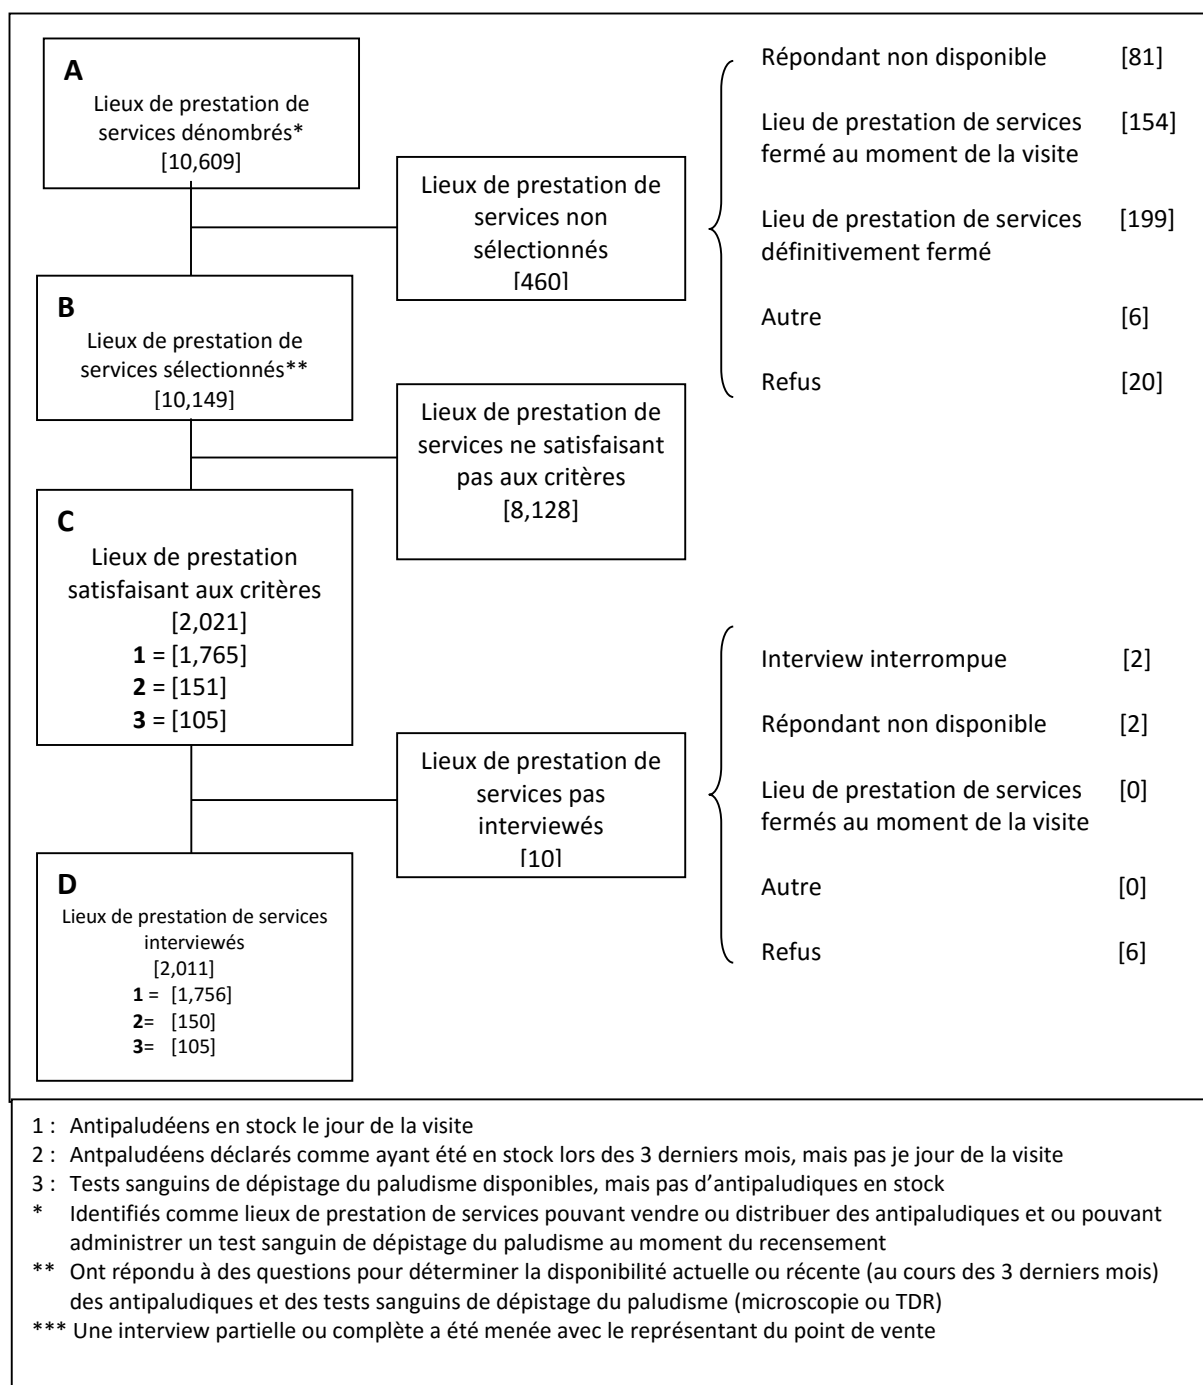 A
Lieux de prestation de
services dénombrés*
[10,609]
Lieux de prestation de
services non
sélectionnés
[460]
Répondant non disponible [81]
Lieu de prestation de services [154]
fermé au moment de la visite
Lieu de prestation de services [199]
définitivement fermé
Autre [6]
Refus [20]
B
Lieux de prestation de
services sélectionnés**
[10,149]
Lieux de prestation de
services ne satisfaisant
pas aux critères
[8,128]
C
Lieux de prestation
satisfaisant aux critères
[2,021]
1 = [1,765]
2 = [151]
3 = [105]
Lieux de prestation de
services pas
interviewés
[10]
Interview interrompue [2]
Répondant non disponible [2]
Lieu de prestation de services [0]
fermés au moment de la visite
Autre [0]
Refus [6]
D
Lieux de prestation de services
interviewés
[2,011]
1 = [1,756]
2= [150]
3= [105]
1 : Antipaludéens en stock le jour de la visite
2 : Antpaludéens déclarés comme ayant été en stock lors des 3 derniers mois, mais pas je jour de la visite
3 : Tests sanguins de dépistage du paludisme disponibles, mais pas d'antipaludiques en stock
* Identifiés comme lieux de prestation de services pouvant vendre ou distribuer des antipaludiques et ou pouvant
administrer un test sanguin de dépistage du paludisme au moment du recensement
** Ont répondu à des questions pour déterminer la disponibilité actuelle ou récente (au cours des 3 derniers mois)
des antipaludiques et des tests sanguins de dépistage du paludisme (microscopie ou TDR)
*** Une interview partielle ou complète a été menée avec le représentant du point de vente